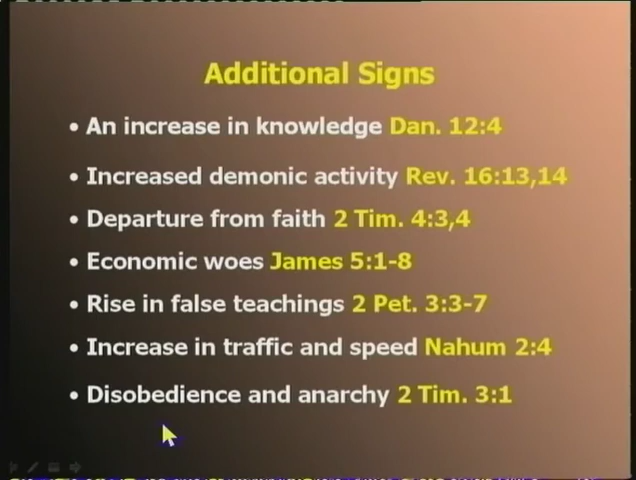 Additional Signs
• An increase in knowledge Dan. 12:4
• Increased demonic activity Rev. 16:13,14
• Departure from faith 2 Tim. 4:3,4
• Economic woes James 5:1-8
• Rise in false teachings 2 Pet. 3:3-7
• Increase in traffic and speed Nahum 2:4
• Disobedience and anarchy 2 Tim. 3:1